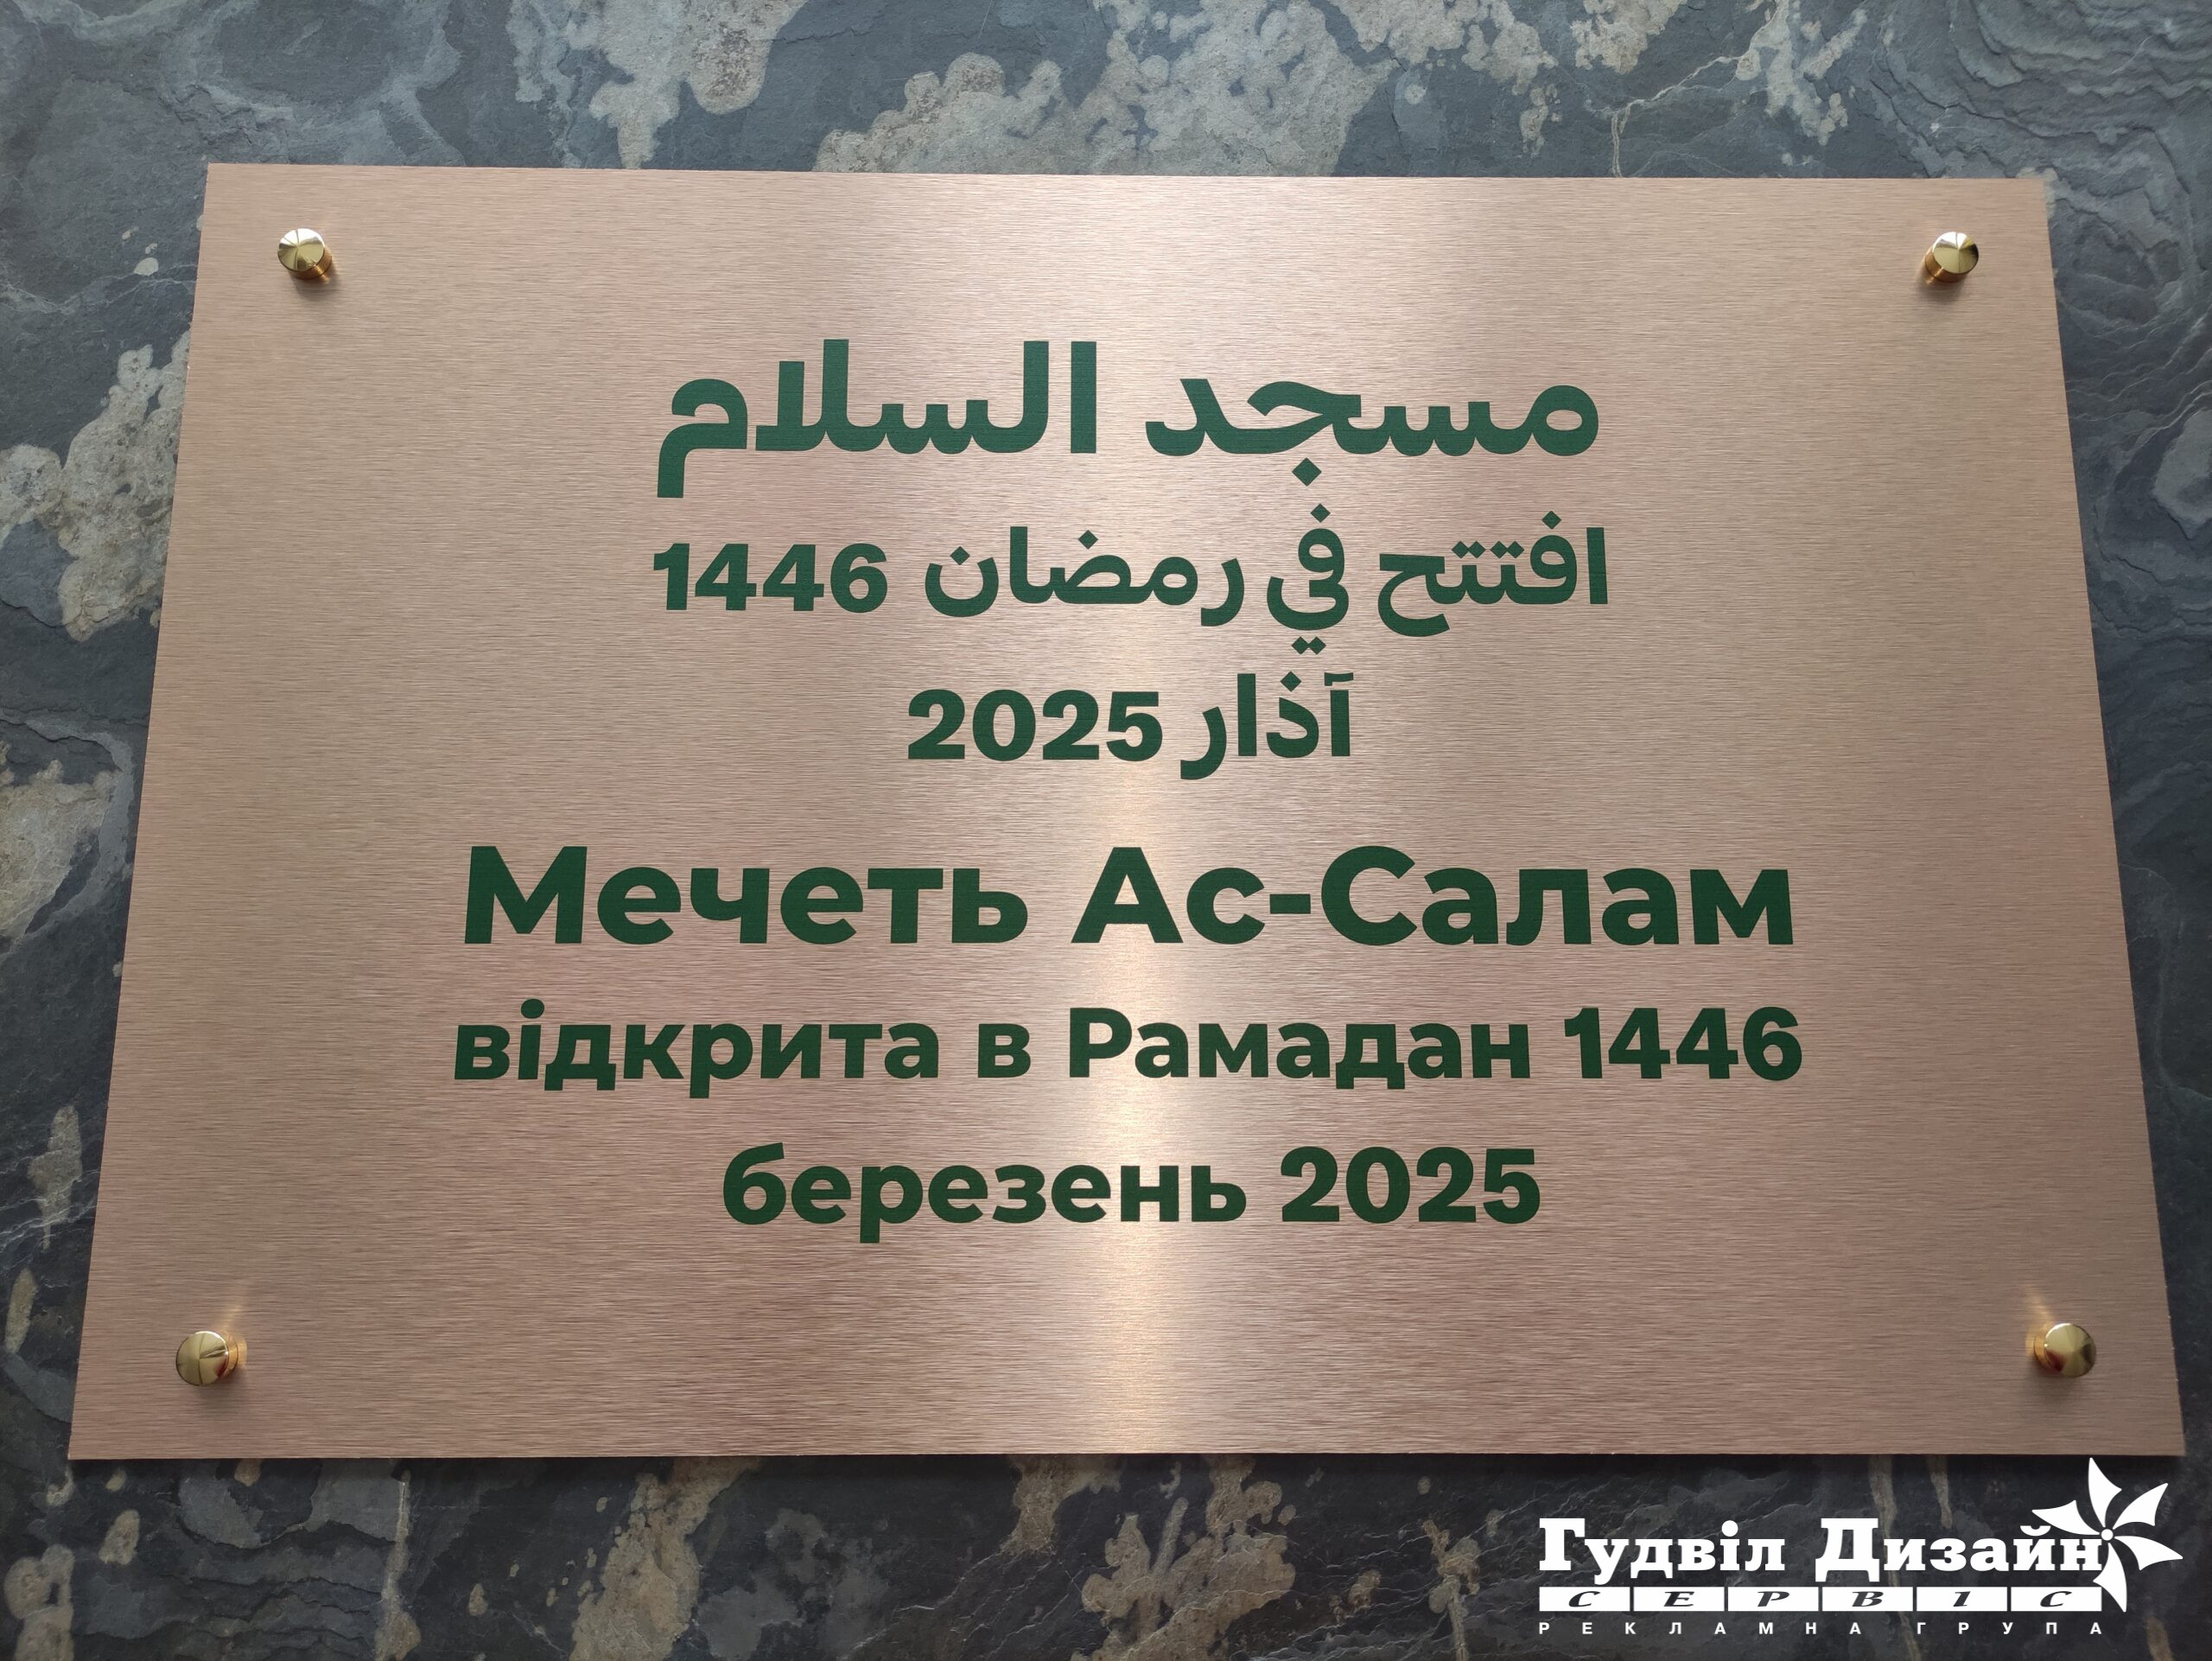 مسجد السلام
افتتح في رمضان 1446
آذار 2025
Мечеть Ас-Салам
відкрита в Рамадан 1446
березень 2025
Гудвіл Дизайн
СЕРВІС
РЕКЛАМНА ГРУПА